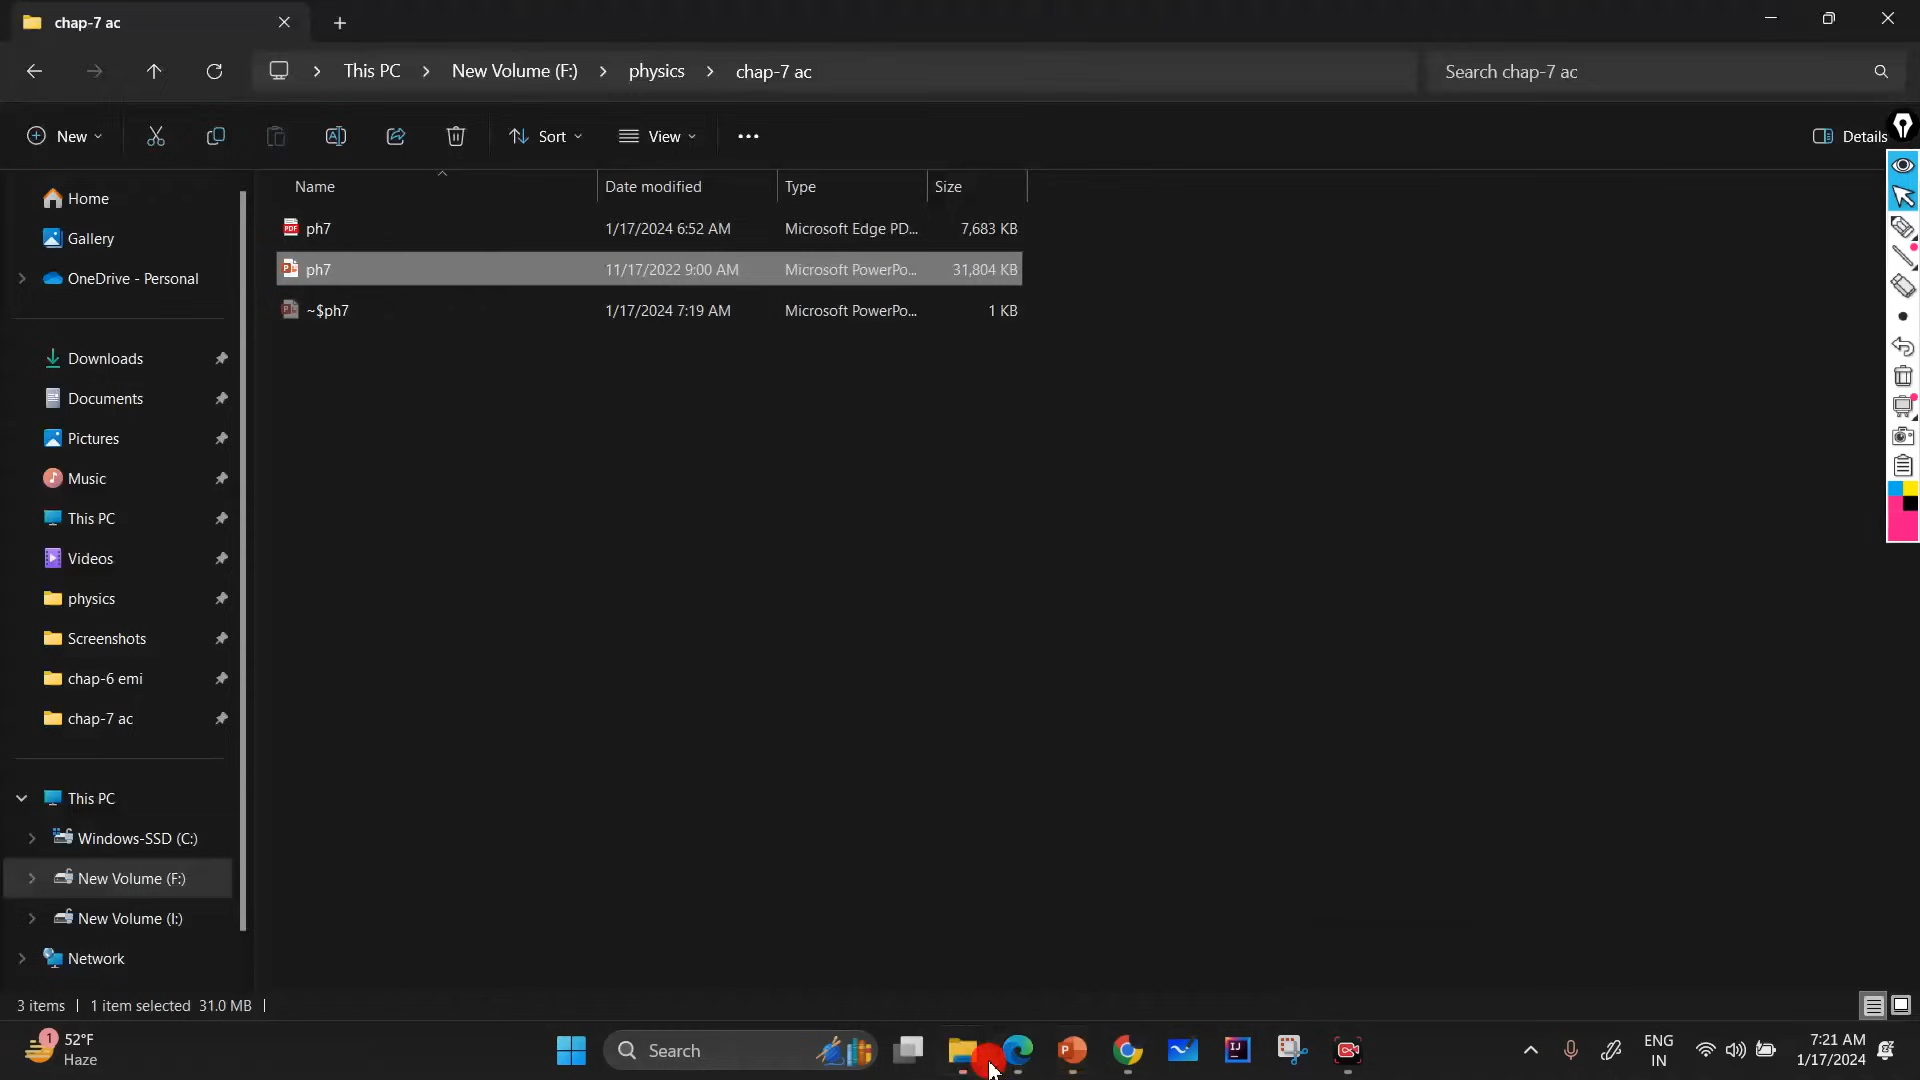 chap-7 ac
This PC
New Volume (F:)
physics
chap-7 ac
Search chap-7 ac
New
Sort
View
Details
Name
Date modified
Type
Size
ph7
1/17/2024 6:52 AM
Microsoft Edge PD...
7,683 KB
ph7
11/17/2022 9:00 AM
Microsoft PowerPo...
31,804 KB
~$ph7
1/17/2024 7:19 AM
Microsoft PowerPo...
1 KB
Home
Gallery
OneDrive - Personal
Downloads
Documents
Pictures
Music
This PC
Videos
physics
Screenshots
chap-6 emi
chap-7 ac
This PC
Windows-SSD (C:)
New Volume (F:)
New Volume (I:)
Network
3 items
1 item selected 31.0 MB
1
52°F
Haze
Search
ENG
IN
7:21 AM
1/17/2024